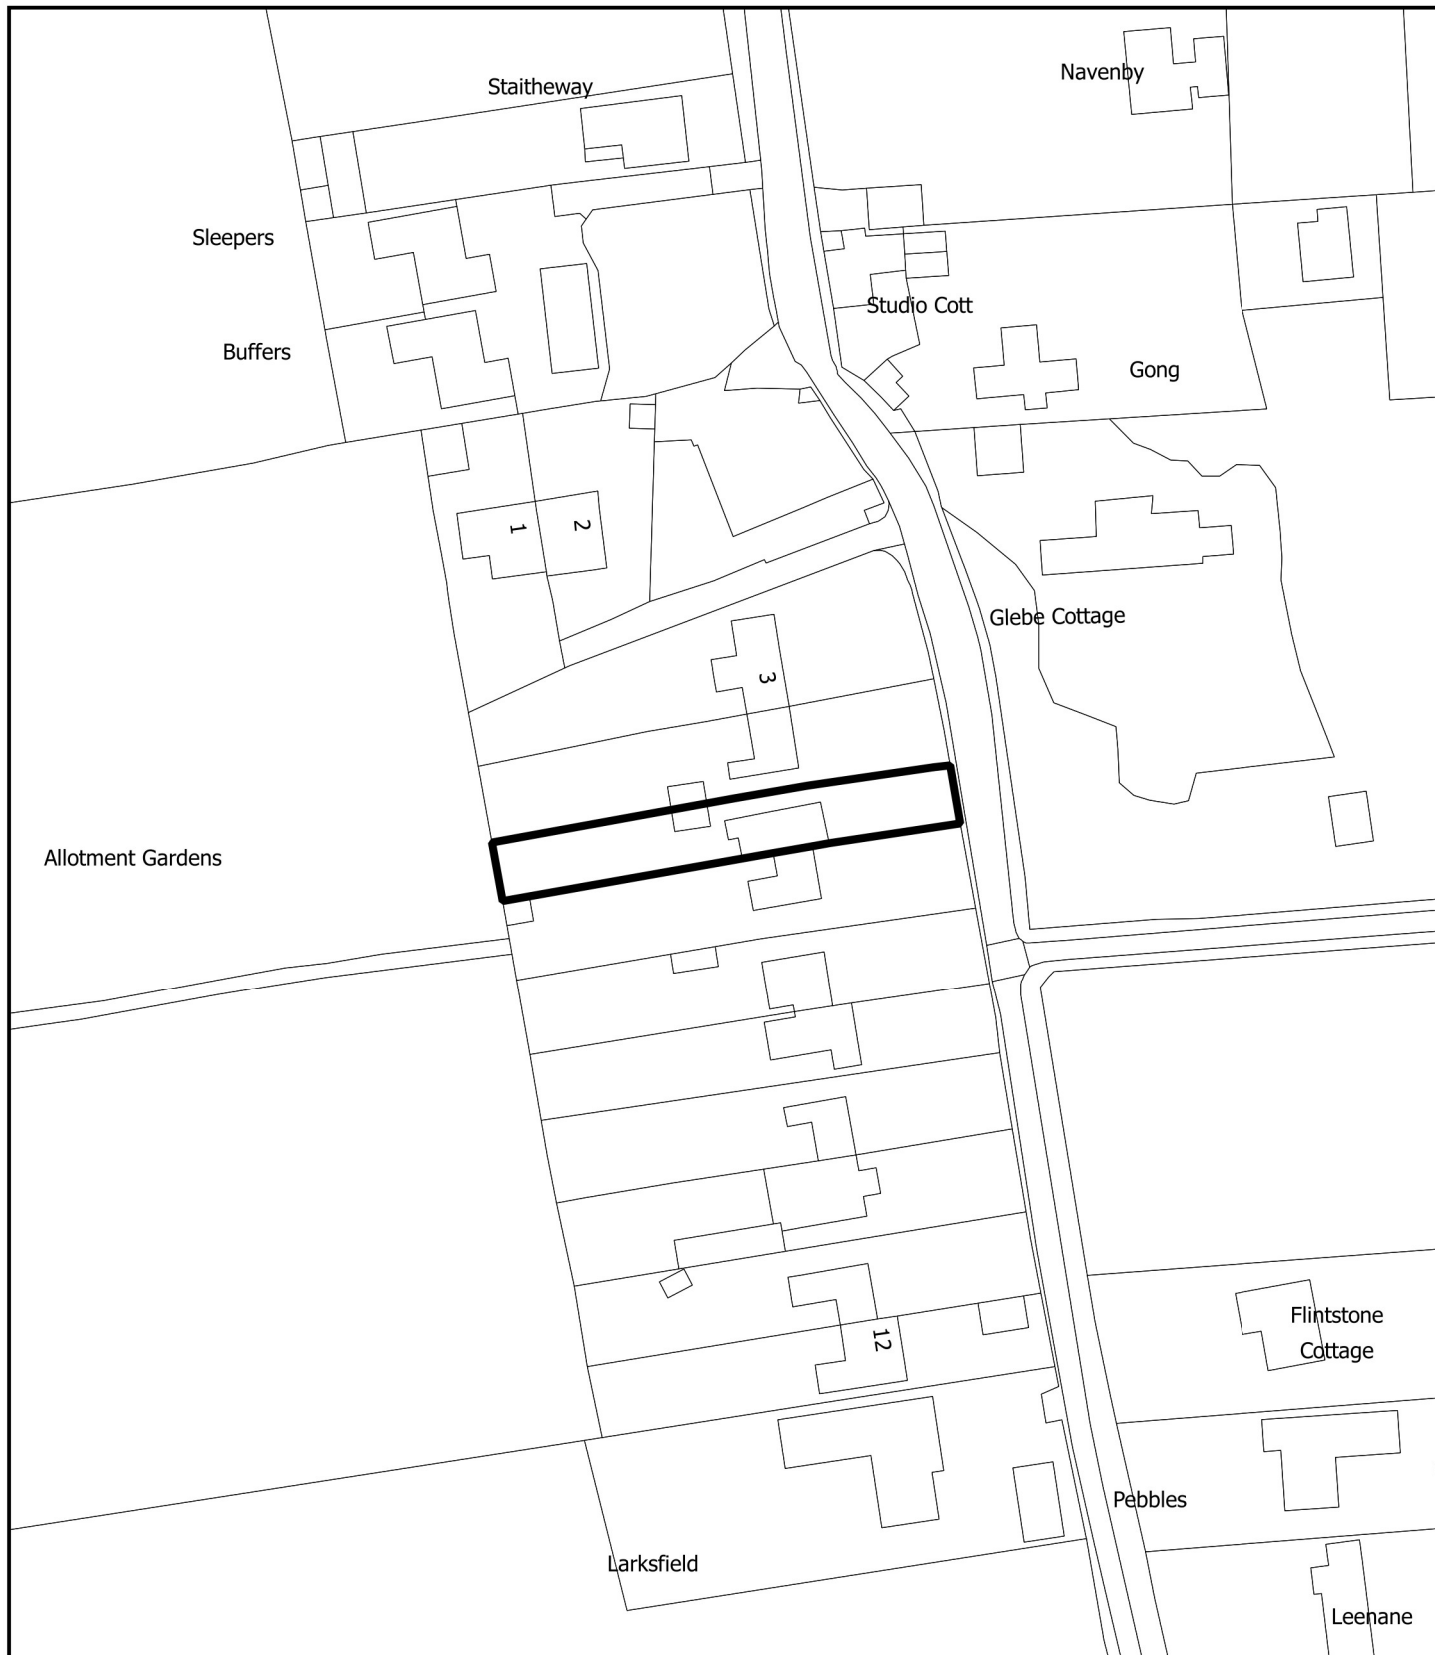 Navenby
Staitheway
Sleepers
Studio Cott
Buffers
Gong
1
2
Glebe Cottage
3
Allotment Gardens
Flintstone
Cottage
12
Pebbles
Larksfield
Leenane